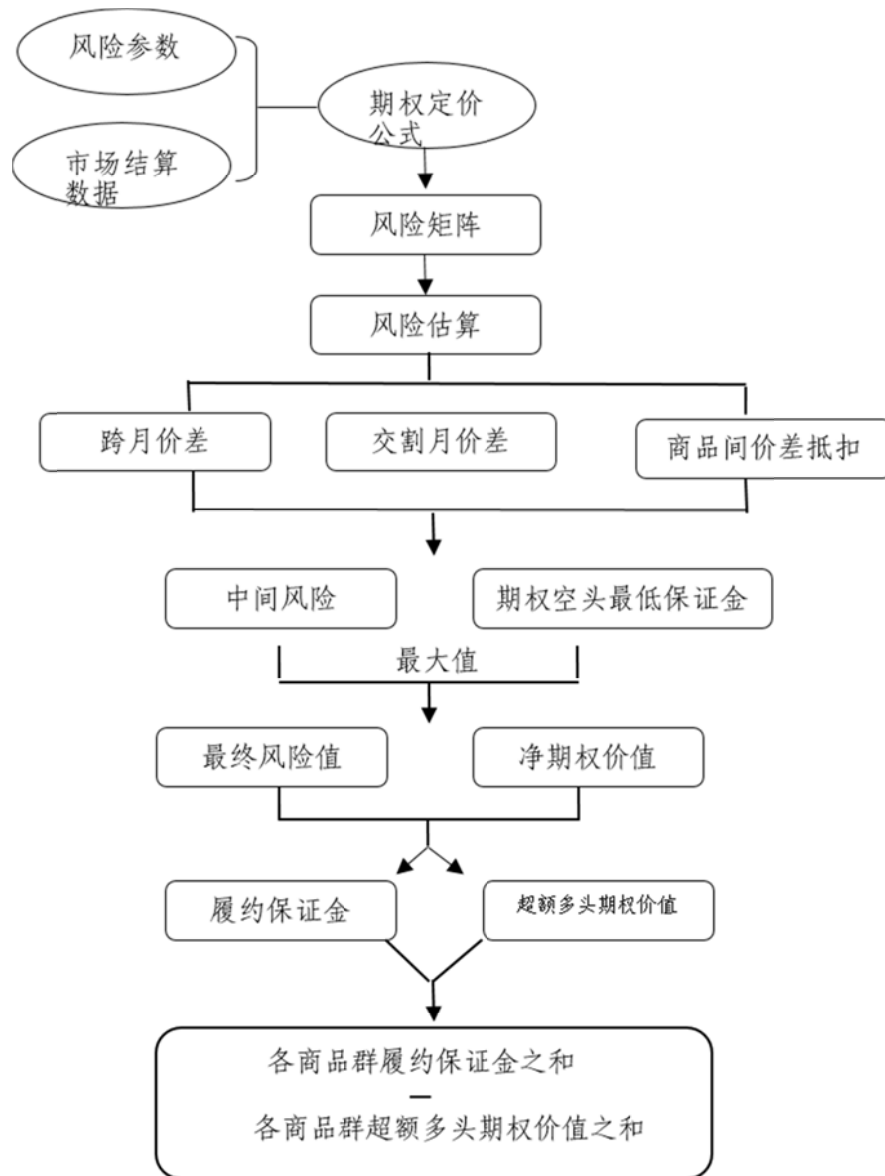 风险参数
市场结算
数据
期权定价
公式
风险矩阵
风险估算
跨月价差
交割月价差
商品间价差抵扣
中间风险
期权空头最低保证金
最大值
最终风险值
净期权价值
履约保证金
超额多头期权价值
各商品群履约保证金之和
—
各商品群超额多头期权价值之和